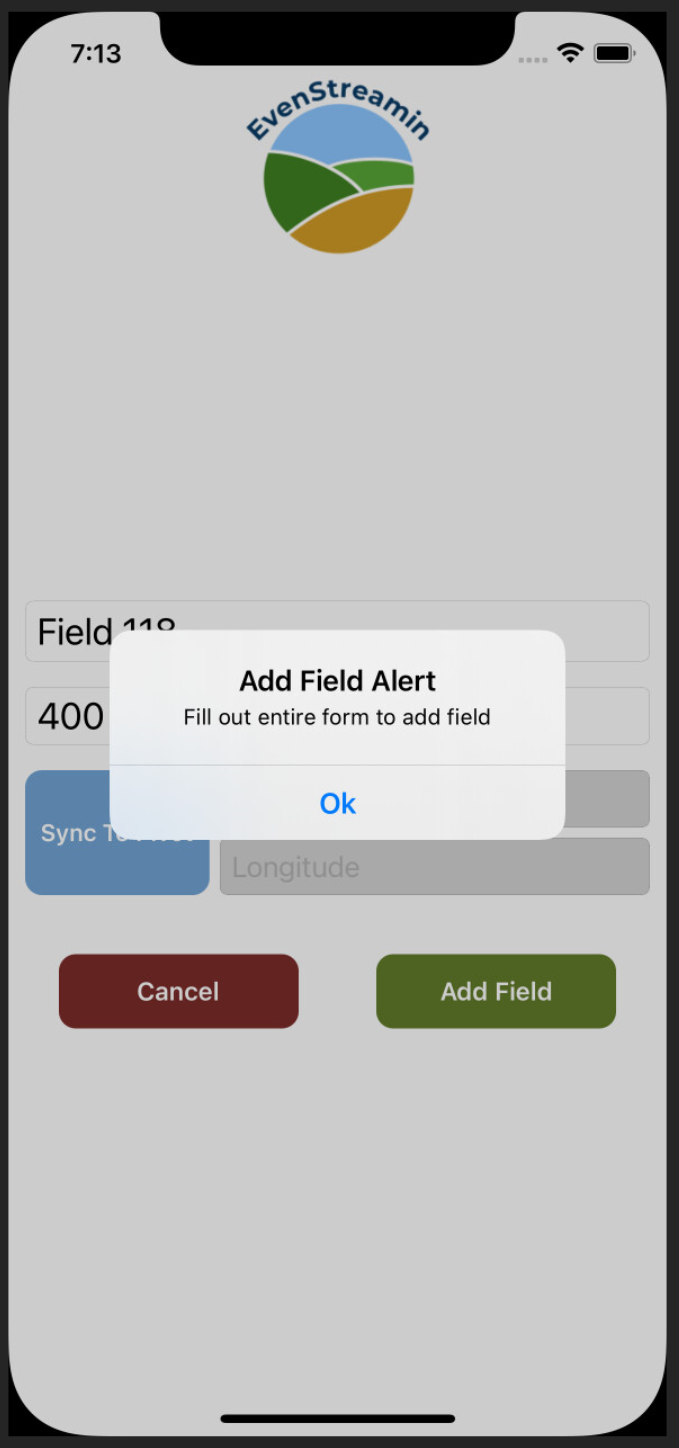 7:13
EvenStreamin
Field 118
400
Add Field Alert
Fill out entire form to add field
Ok
Sync To
Longitude
Cancel
Add Field